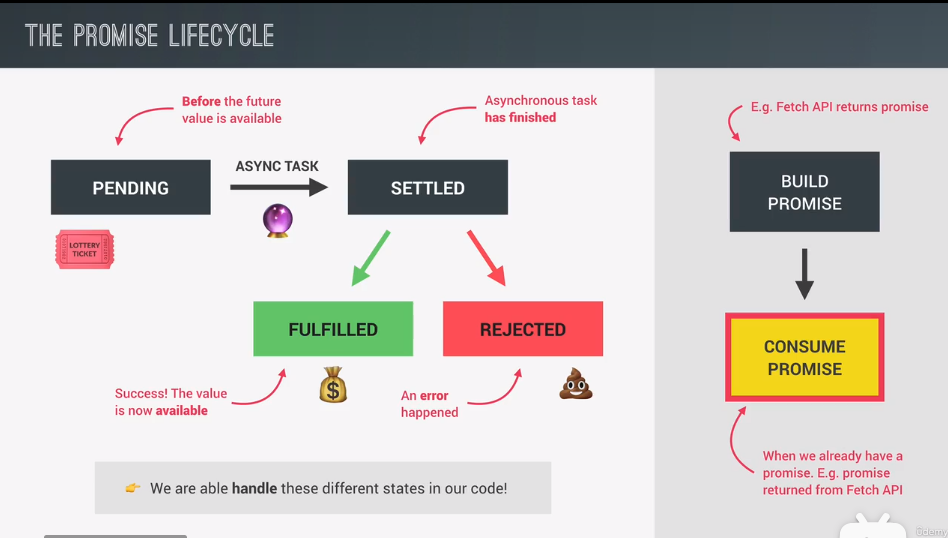 THE PROMISE LIFECYCLE
Before the future
value is available
Asynchronous task
has finished
PENDING
ASYNC TASK
SETTLED
LOTTERY
TICKET
FULFILLED
REJECTED
Success! The value
is now available
An error
happened
👉 We are able handle these different states in our code!
E.g. Fetch API returns promise
BUILD
PROMISE
CONSUME
PROMISE
When we already have a
promise. E.g. promise
returned from Fetch API